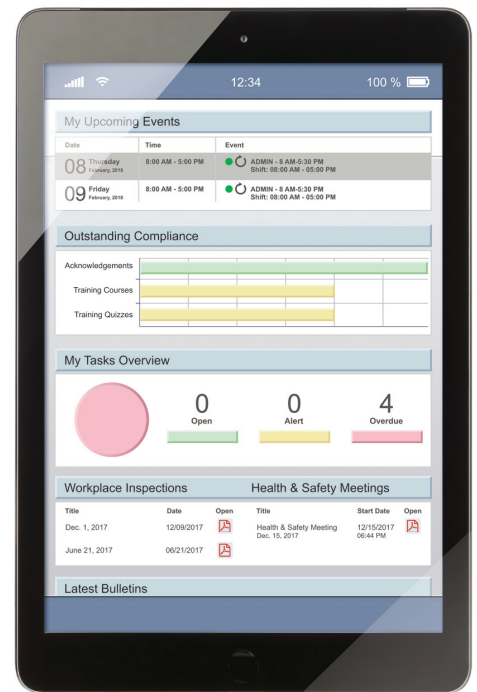 12:34
100 %
My Upcoming Events
Date Time Event
08 Thursday February, 2018 8:00 AM - 5:00 PM ADMIN - 8 AM-5:30 PM
Shift: 08:00 AM - 05:00 PM
09 Friday February, 2018 8:00 AM - 5:00 PM ADMIN - 8 AM-5:30 PM
Shift: 08:00 AM - 05:00 PM
Outstanding Compliance
Acknowledgements
Training Courses
Training Quizzes
My Tasks Overview
0 0 4
Open Alert Overdue
Workplace Inspections Health & Safety Meetings
Title Date Open Title Start Date Open
Dec. 1, 2017 12/09/2017 Health & Safety Meeting 12/15/2017
Dec. 15, 2017 06:44 PM
June 21, 2017 06/21/2017
Latest Bulletins